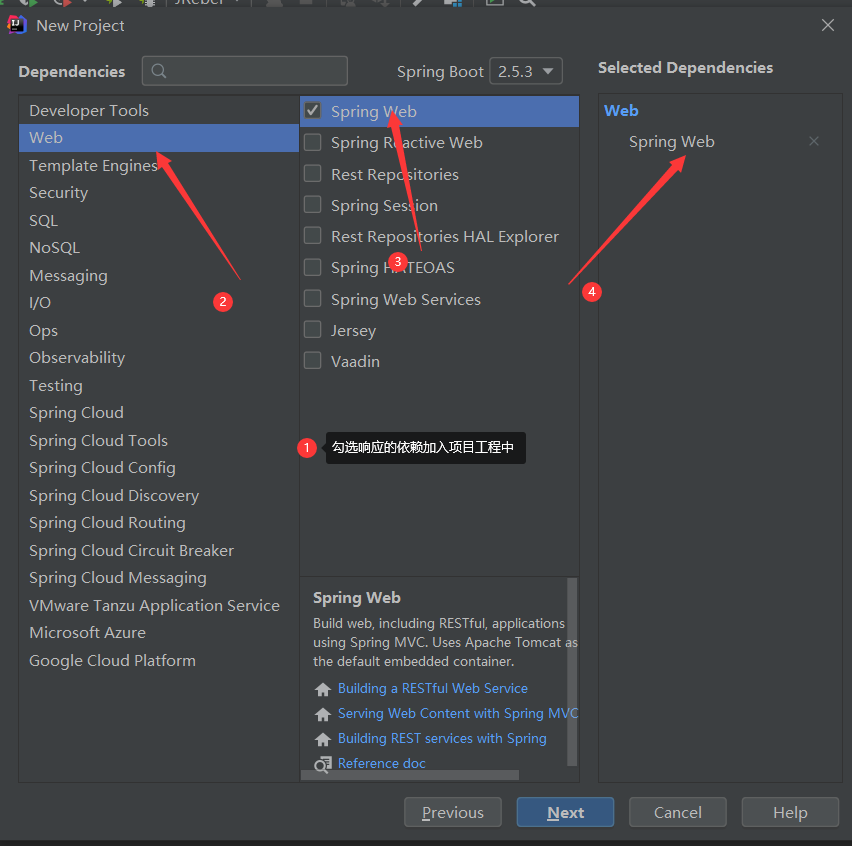 JRebel
New Project
Dependencies
Spring Boot 2.5.3
Selected Dependencies
Developer Tools
Web
Template Engines
Security
SQL
NoSQL
Messaging
I/O
Ops
Observability
Testing
Spring Cloud
Spring Cloud Tools
Spring Cloud Config
Spring Cloud Discovery
Spring Cloud Routing
Spring Cloud Circuit Breaker
Spring Cloud Messaging
VMware Tanzu Application Service
Microsoft Azure
Google Cloud Platform
2
Spring Web
Spring Reactive Web
Rest Repositories
Spring Session
Rest Repositories HAL Explorer
3
Spring HATEOAS
Spring Web Services
Jersey
Vaadin
1 勾选响应的依赖加入项目工程中
Spring Web
Build web, including RESTful, applications
using Spring MVC. Uses Apache Tomcat as
the default embedded container.
Building a RESTful Web Service
Serving Web Content with Spring MVC
Building REST services with Spring
Reference doc
Web
Spring Web
4
Previous
Next
Cancel
Help